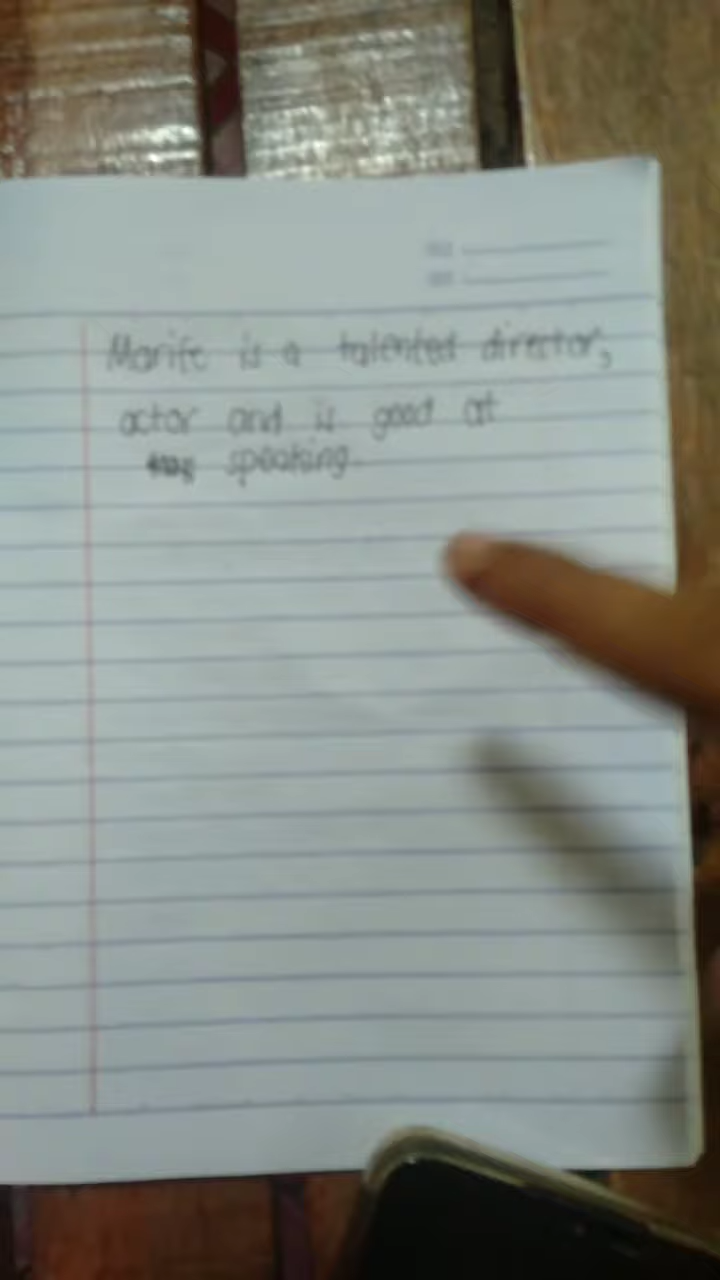 Marife is a talented director,
actor and is good at
speaking.